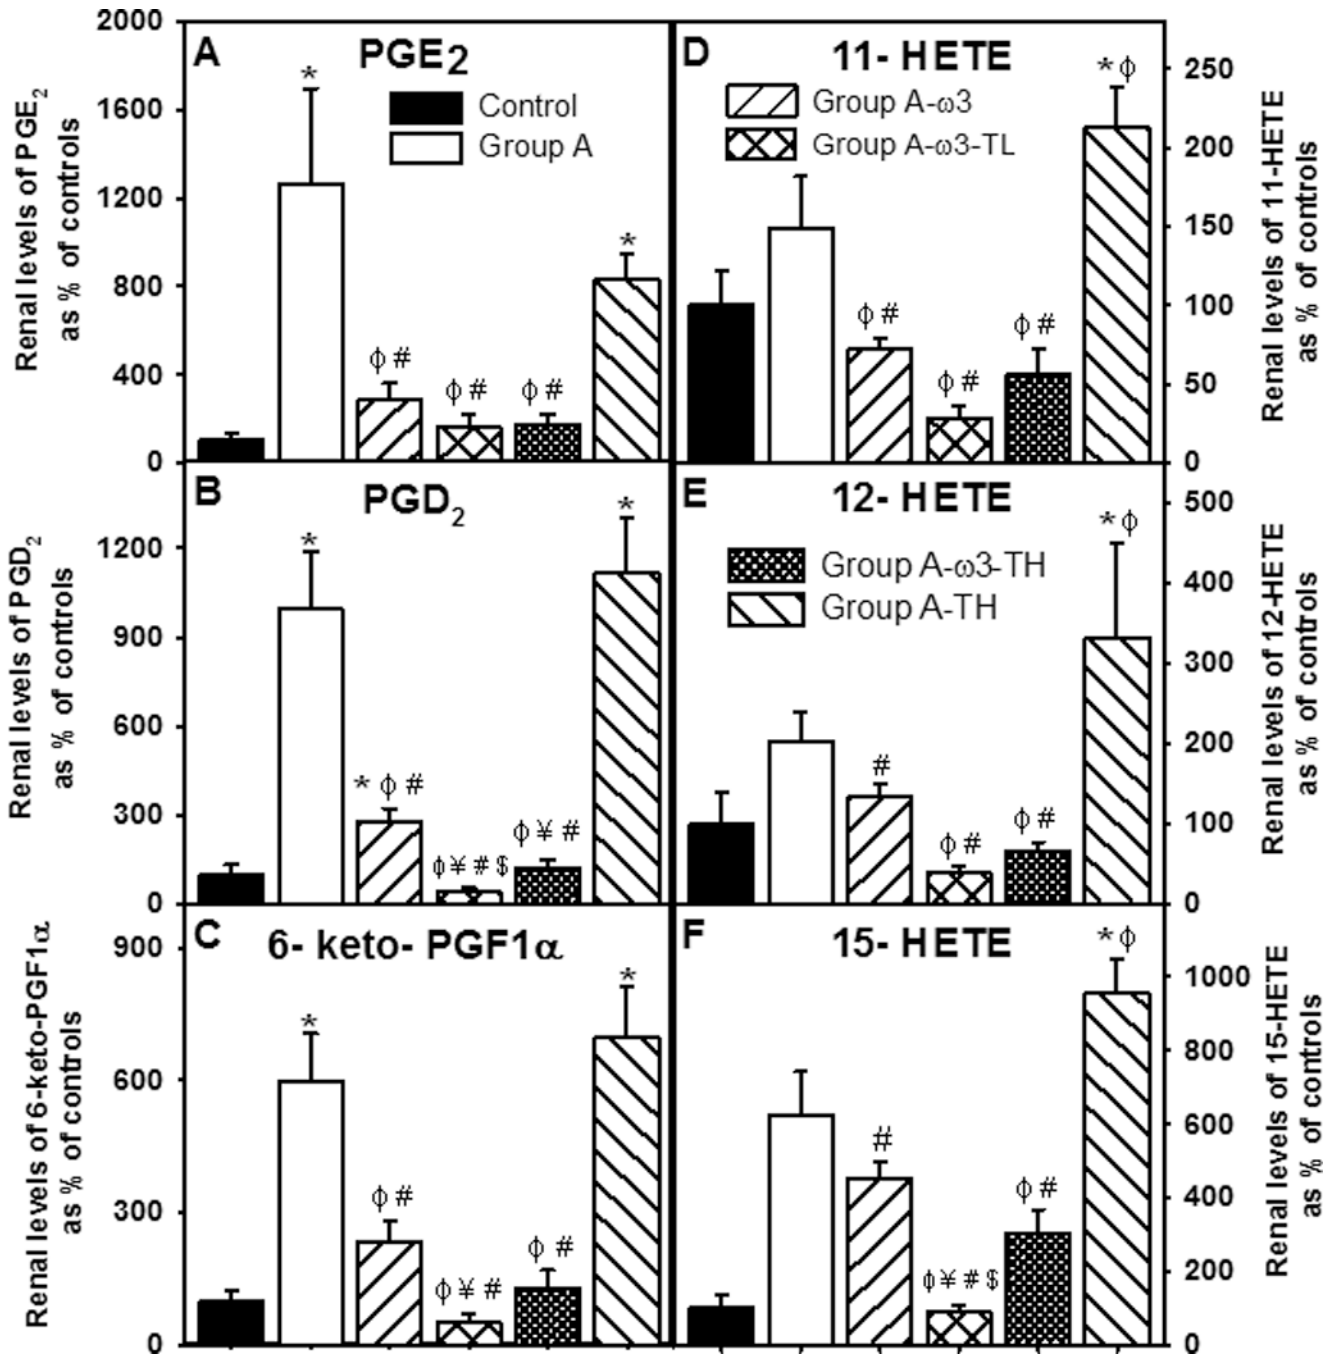 Renal levels of PGE2
as % of controls
2000
1600
1200
800
400
0
A
PGE2
Control
Group A
*
ϕ #
ϕ #
ϕ #
*
D
11- HETE
Group A-ω3
Group A-ω3-TL
ϕ #
ϕ #
ϕ #
* ϕ
250
200
150
100
50
0
Renal levels of 11-HETE
as % of controls
Renal levels of PGD2
as % of controls
1200
900
600
300
0
B
PGD2
*
* ϕ #
ϕ ¥ # $
ϕ ¥ #
*
E
12- HETE
Group A-ω3-TH
Group A-TH
#
ϕ #
ϕ #
* ϕ
500
400
300
200
100
0
Renal levels of 12-HETE
as % of controls
Renal levels of 6-keto-PGF1α
as % of controls
900
600
300
0
C
6- keto- PGF1α
*
ϕ #
ϕ ¥ #
ϕ #
*
F
15- HETE
#
ϕ ¥ # $
ϕ #
* ϕ
1000
800
600
400
200
0
Renal levels of 15-HETE
as % of controls